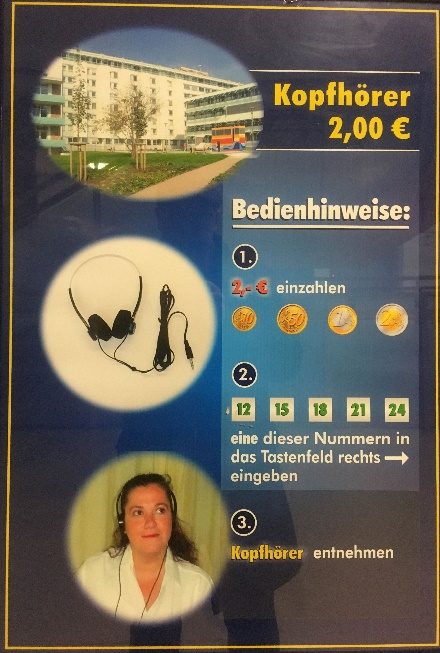 Kopfhörer
2,00 €
Bedienhinweise:
1.
2,- € einzahlen
2.
12 15 18 21 24
eine dieser Nummern in
das Tastenfeld rechts →
eingeben
3.
Kopfhörer entnehmen